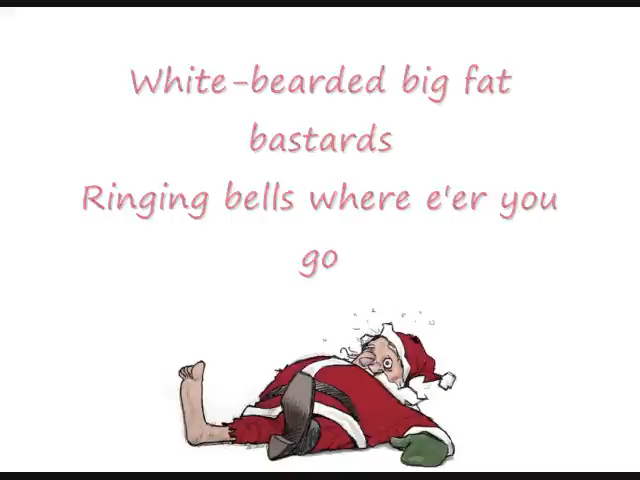 White-bearded big fat
bastards
Ringing bells where e'er you
go